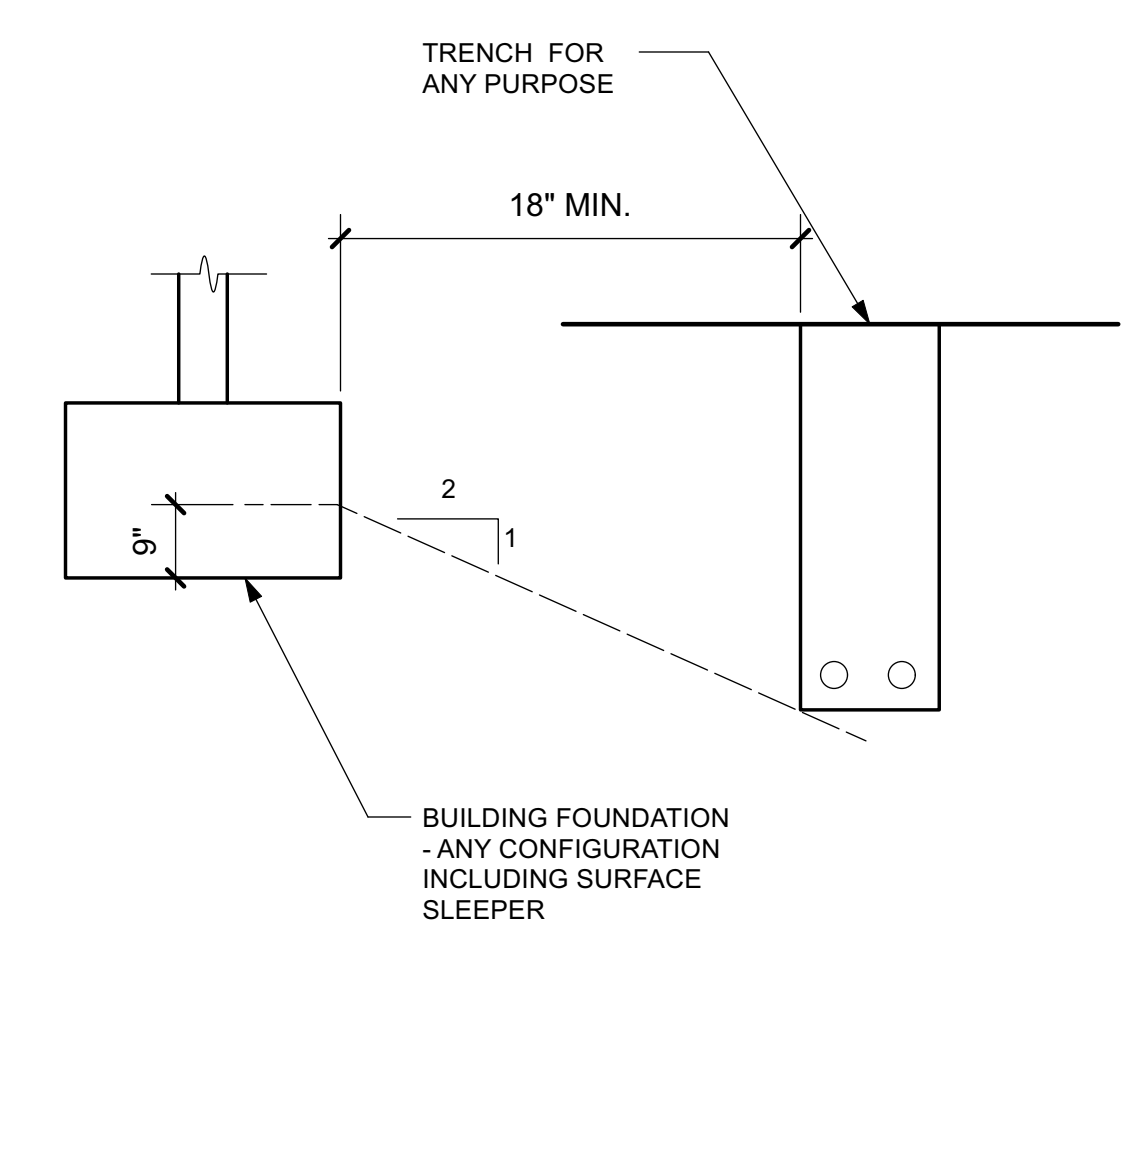 TRENCH  FOR
ANY PURPOSE
18" MIN.
2
1
9"
BUILDING FOUNDATION
- ANY CONFIGURATION
INCLUDING SURFACE
SLEEPER